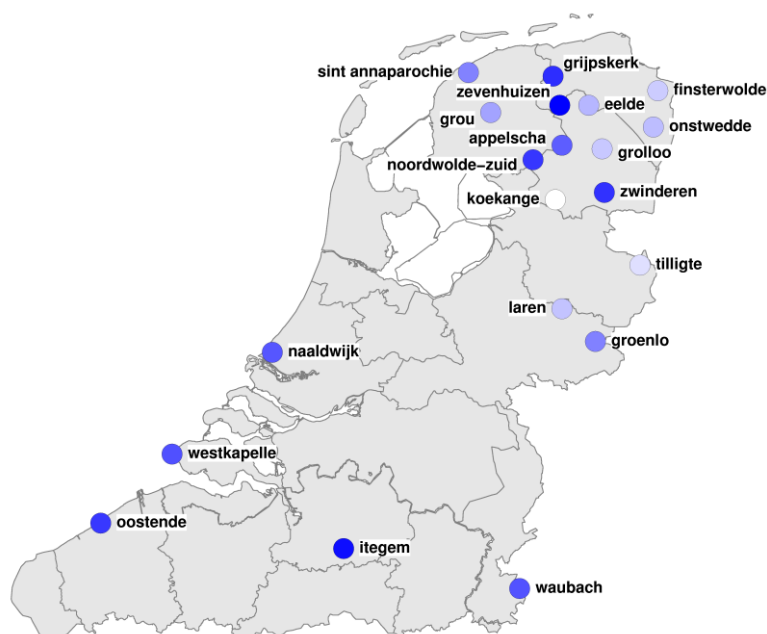 grijpskerk
sint annaparochie
finsterwolde
zevenhuizen
eelde
grou
onstwedde
appelscha
grolloo
noordwolde-zuid
zwinderen
koekange
tilligte
laren
groenlo
naaldwijk
westkapelle
oostende
itegem
waubach